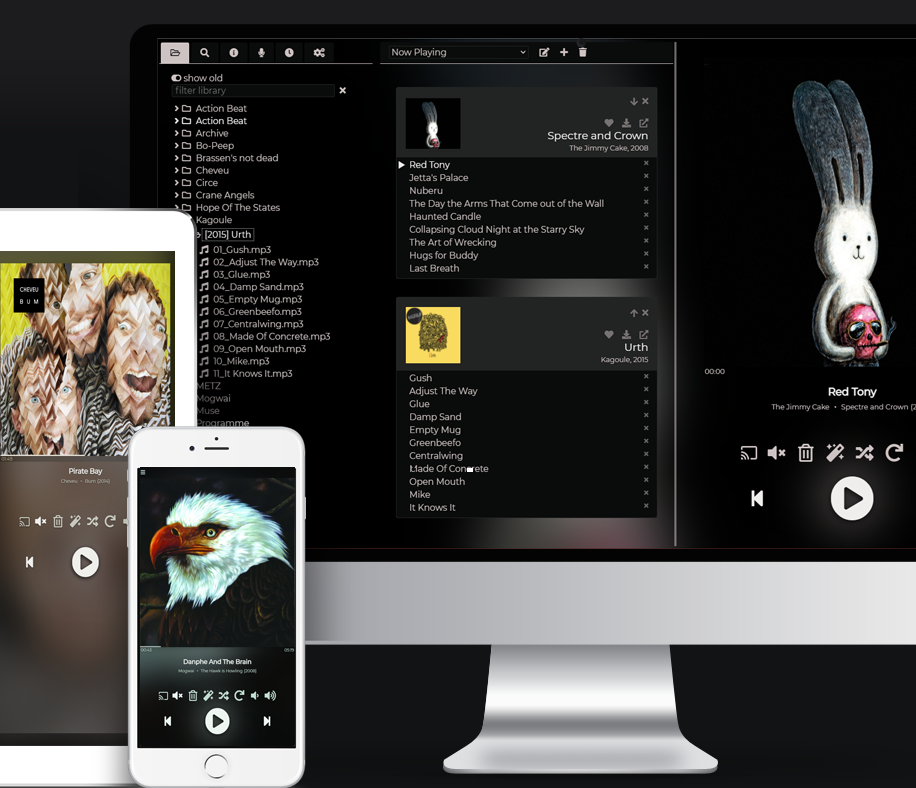 Now Playing
show old
filter library
Action Beat
Action Beat
Archive
Bo-Peep
Brassen's not dead
Cheveu
Circe
Crane Angels
Hope Of The States
Kagoule
[2015] Urth
01_Gush.mp3
02_Adjust The Way.mp3
03_Glue.mp3
04_Damp Sand.mp3
05_Empty Mug.mp3
06_Greenbeefo.mp3
07_Centralwing.mp3
08_Made Of Concrete.mp3
09_Open Mouth.mp3
10_Mike.mp3
11_It Knows It.mp3
METZ
Mogwai
Muse
Programme
Spectre and Crown
The Jimmy Cake, 2008
Red Tony
Jetta's Palace
Nuberu
The Day the Arms That Come out of the Wall
Haunted Candle
Collapsing Cloud Night at the Starry Sky
The Art of Wrecking
Hugs for Buddy
Last Breath
Urth
Kagoule, 2015
Gush
Adjust The Way
Glue
Damp Sand
Empty Mug
Greenbeefo
Centralwing
Made Of Concrete
Open Mouth
Mike
It Knows It
00:00
Red Tony
The Jimmy Cake • Spectre and Crown [2
CHEVEU
BUM
01:43
Pirate Bay
Cheveu • Bum [2014]
00:43
05:19
Danphe And The Brain
Mogwai • The Hawk is Howling [2008]